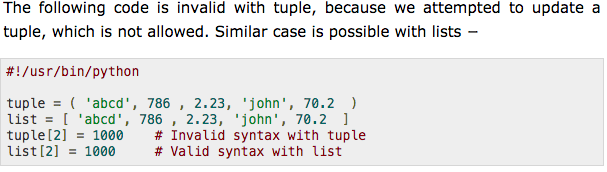 The following code is invalid with tuple, because we attempted to update a
tuple, which is not allowed. Similar case is possible with lists −
#!/usr/bin/python
tuple = ( 'abcd', 786 , 2.23, 'john', 70.2  )
list = [ 'abcd', 786 , 2.23, 'john', 70.2  ]
tuple[2] = 1000    # Invalid syntax with tuple
list[2] = 1000     # Valid syntax with list